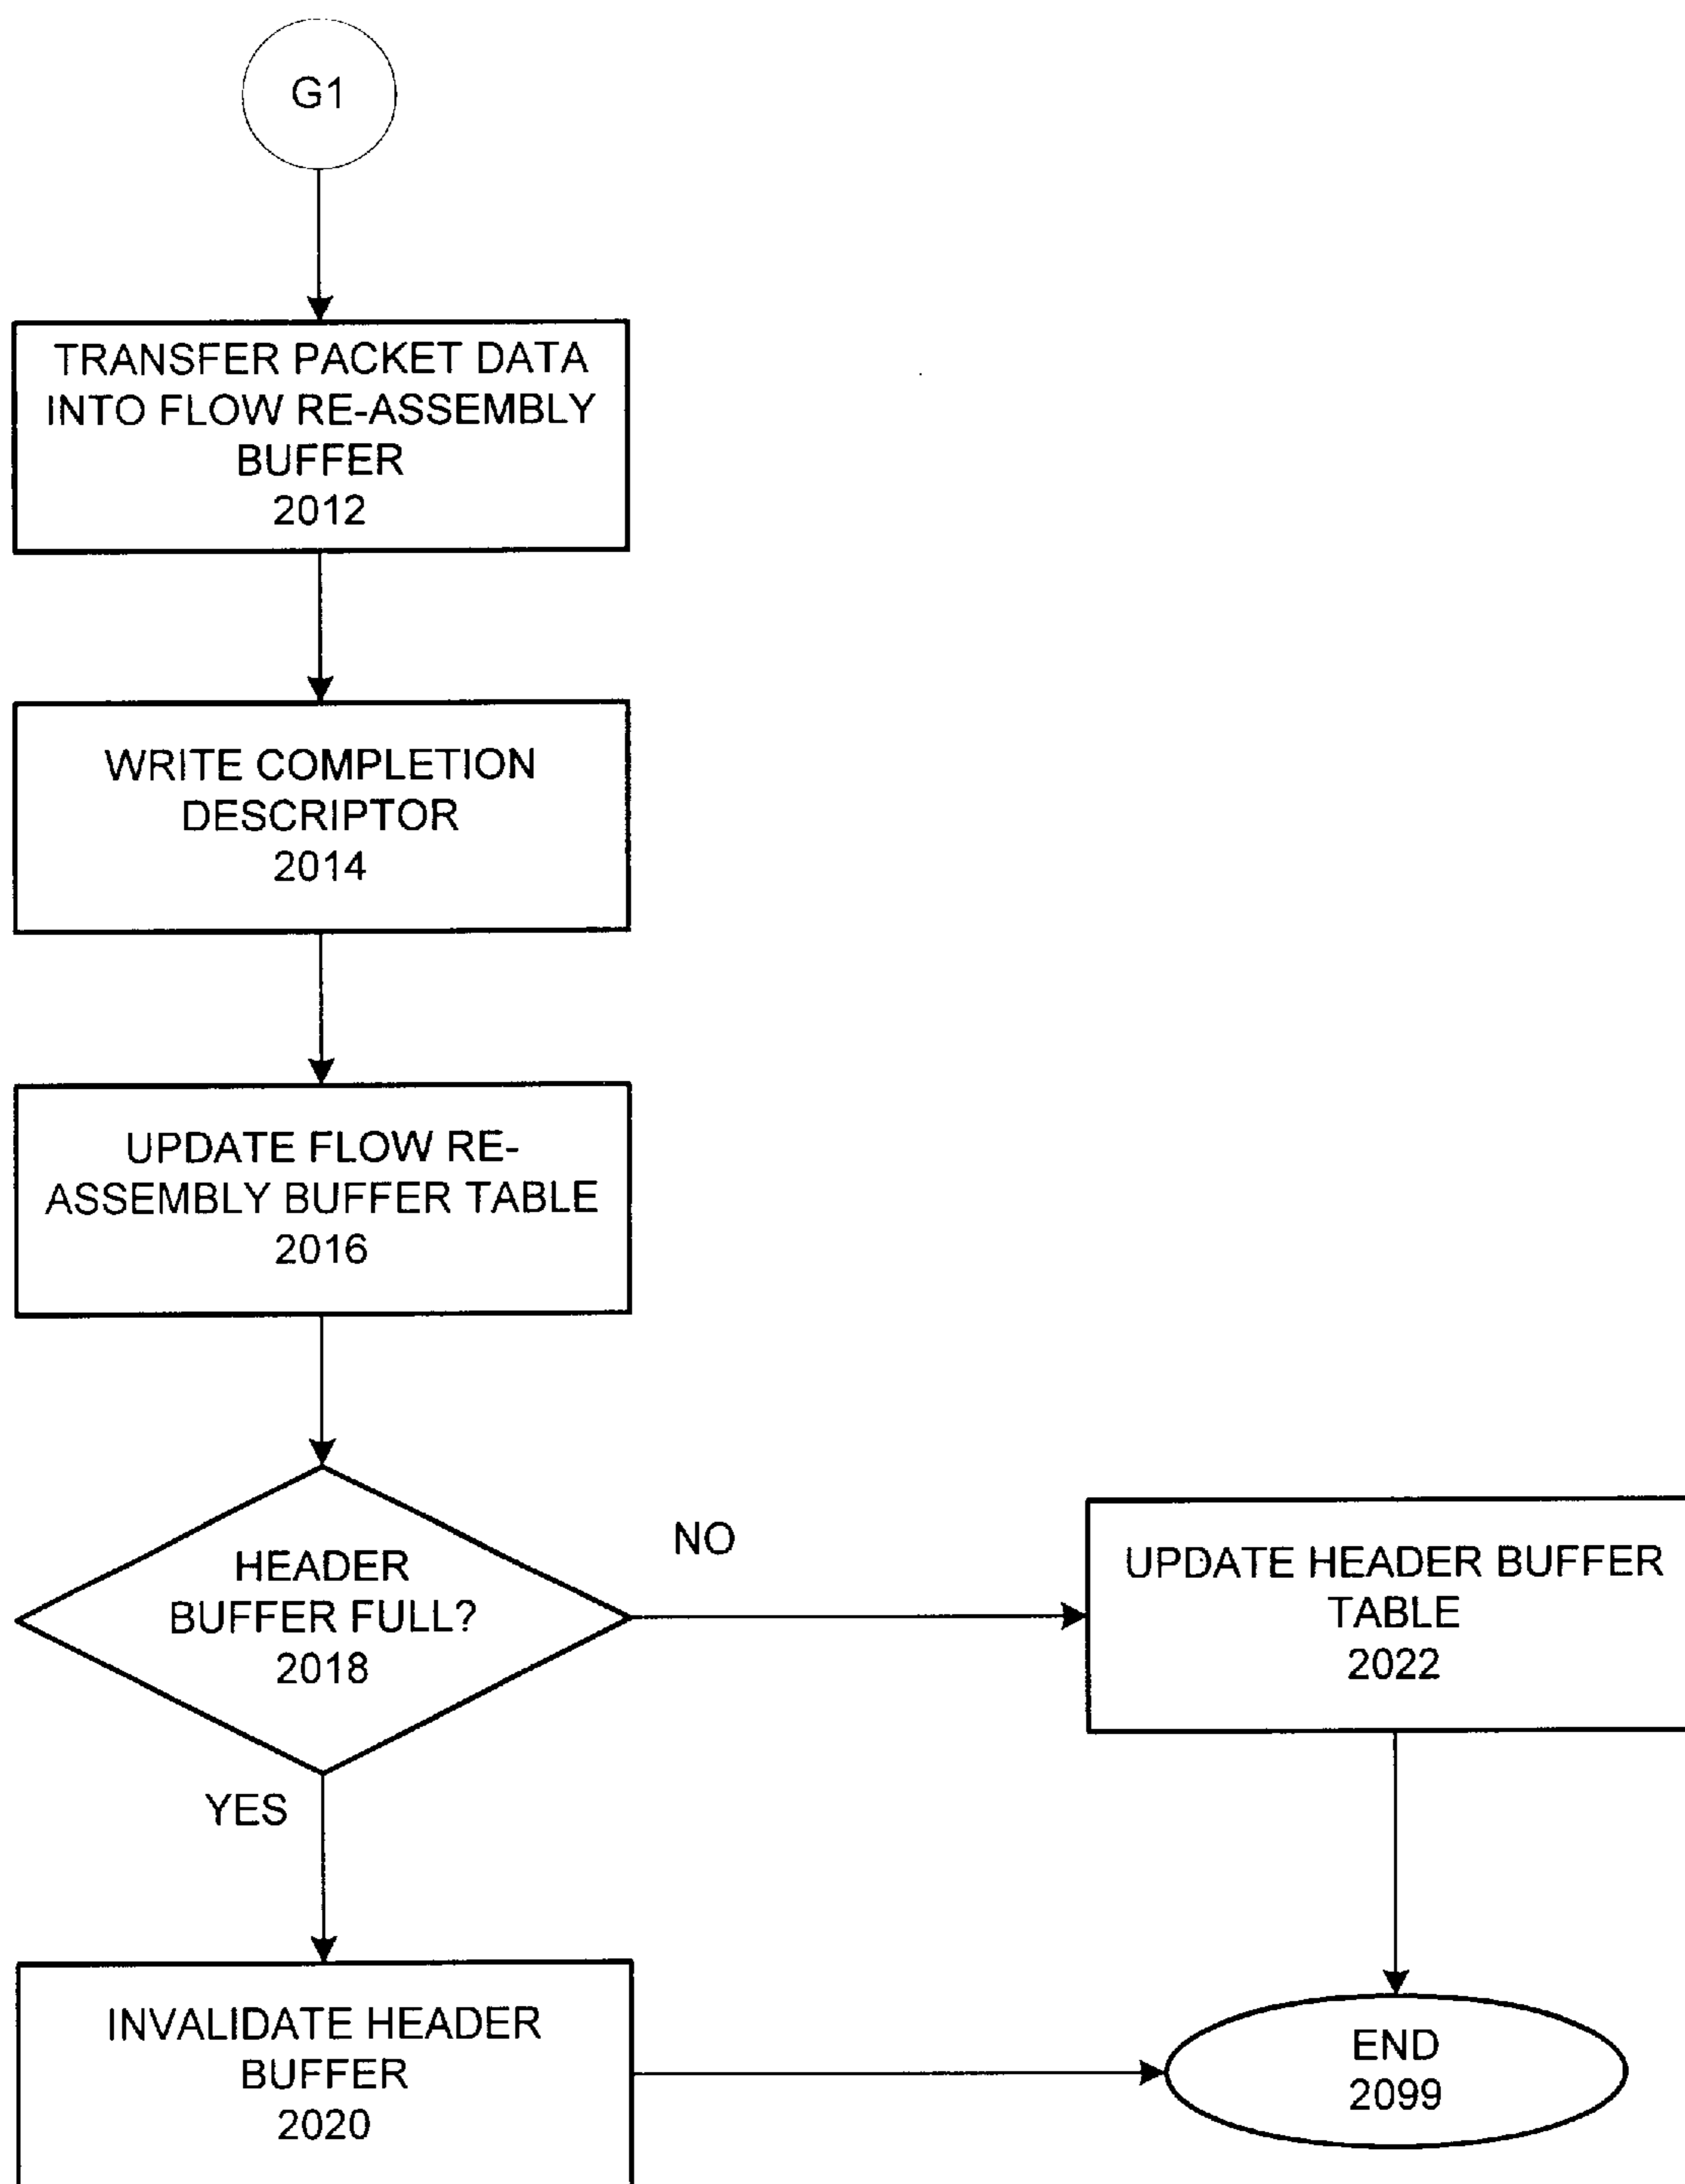 G1
TRANSFER PACKET DATA
INTO FLOW RE-ASSEMBLY
BUFFER
2012
WRITE COMPLETION
DESCRIPTOR
2014
UPDATE FLOW RE-
ASSEMBLY BUFFER TABLE
2016
HEADER
BUFFER FULL?
2018
NO
UPDATE HEADER BUFFER
TABLE
2022
YES
INVALIDATE HEADER
BUFFER
2020
END
2099